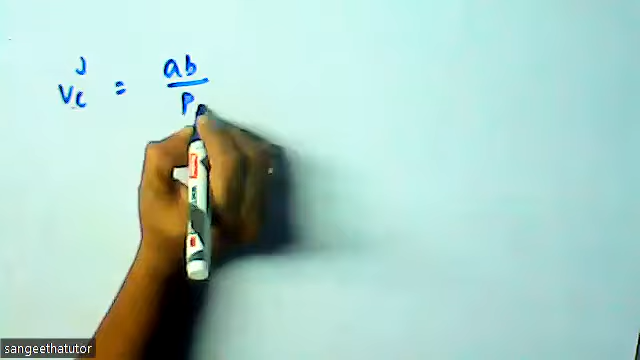 J
Vc = ab
P
sangeethatutor